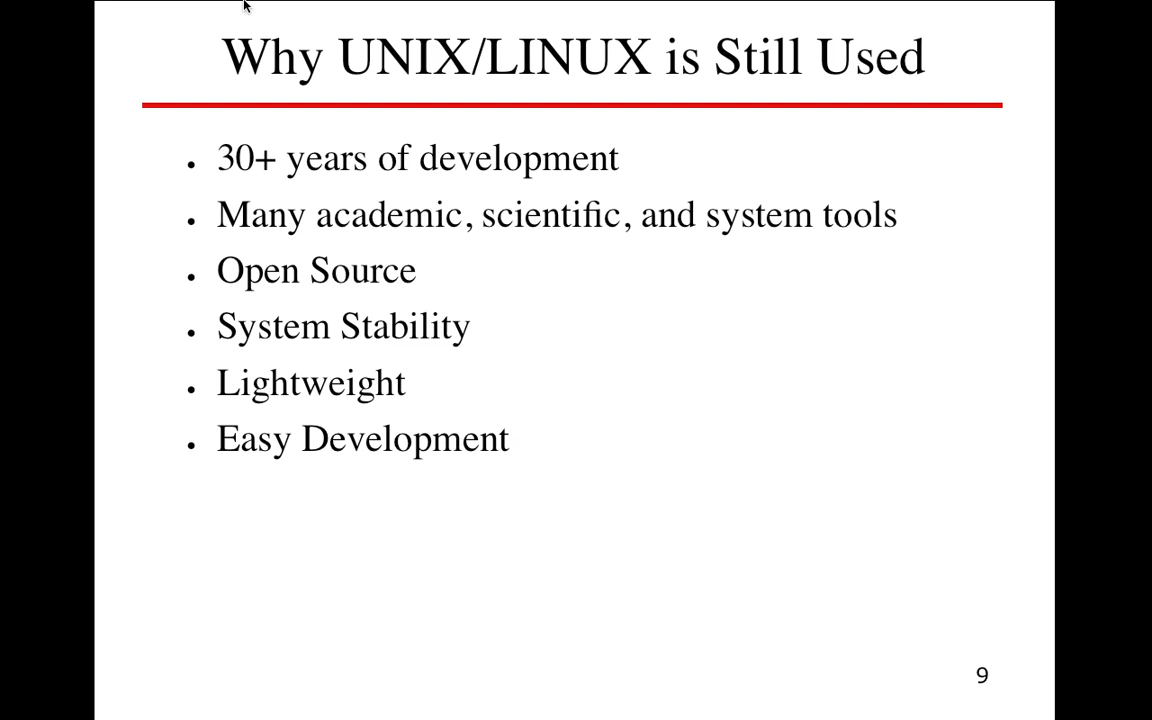 Why UNIX/LINUX is Still Used
• 30+ years of development
• Many academic, scientific, and system tools
• Open Source
• System Stability
• Lightweight
• Easy Development
9